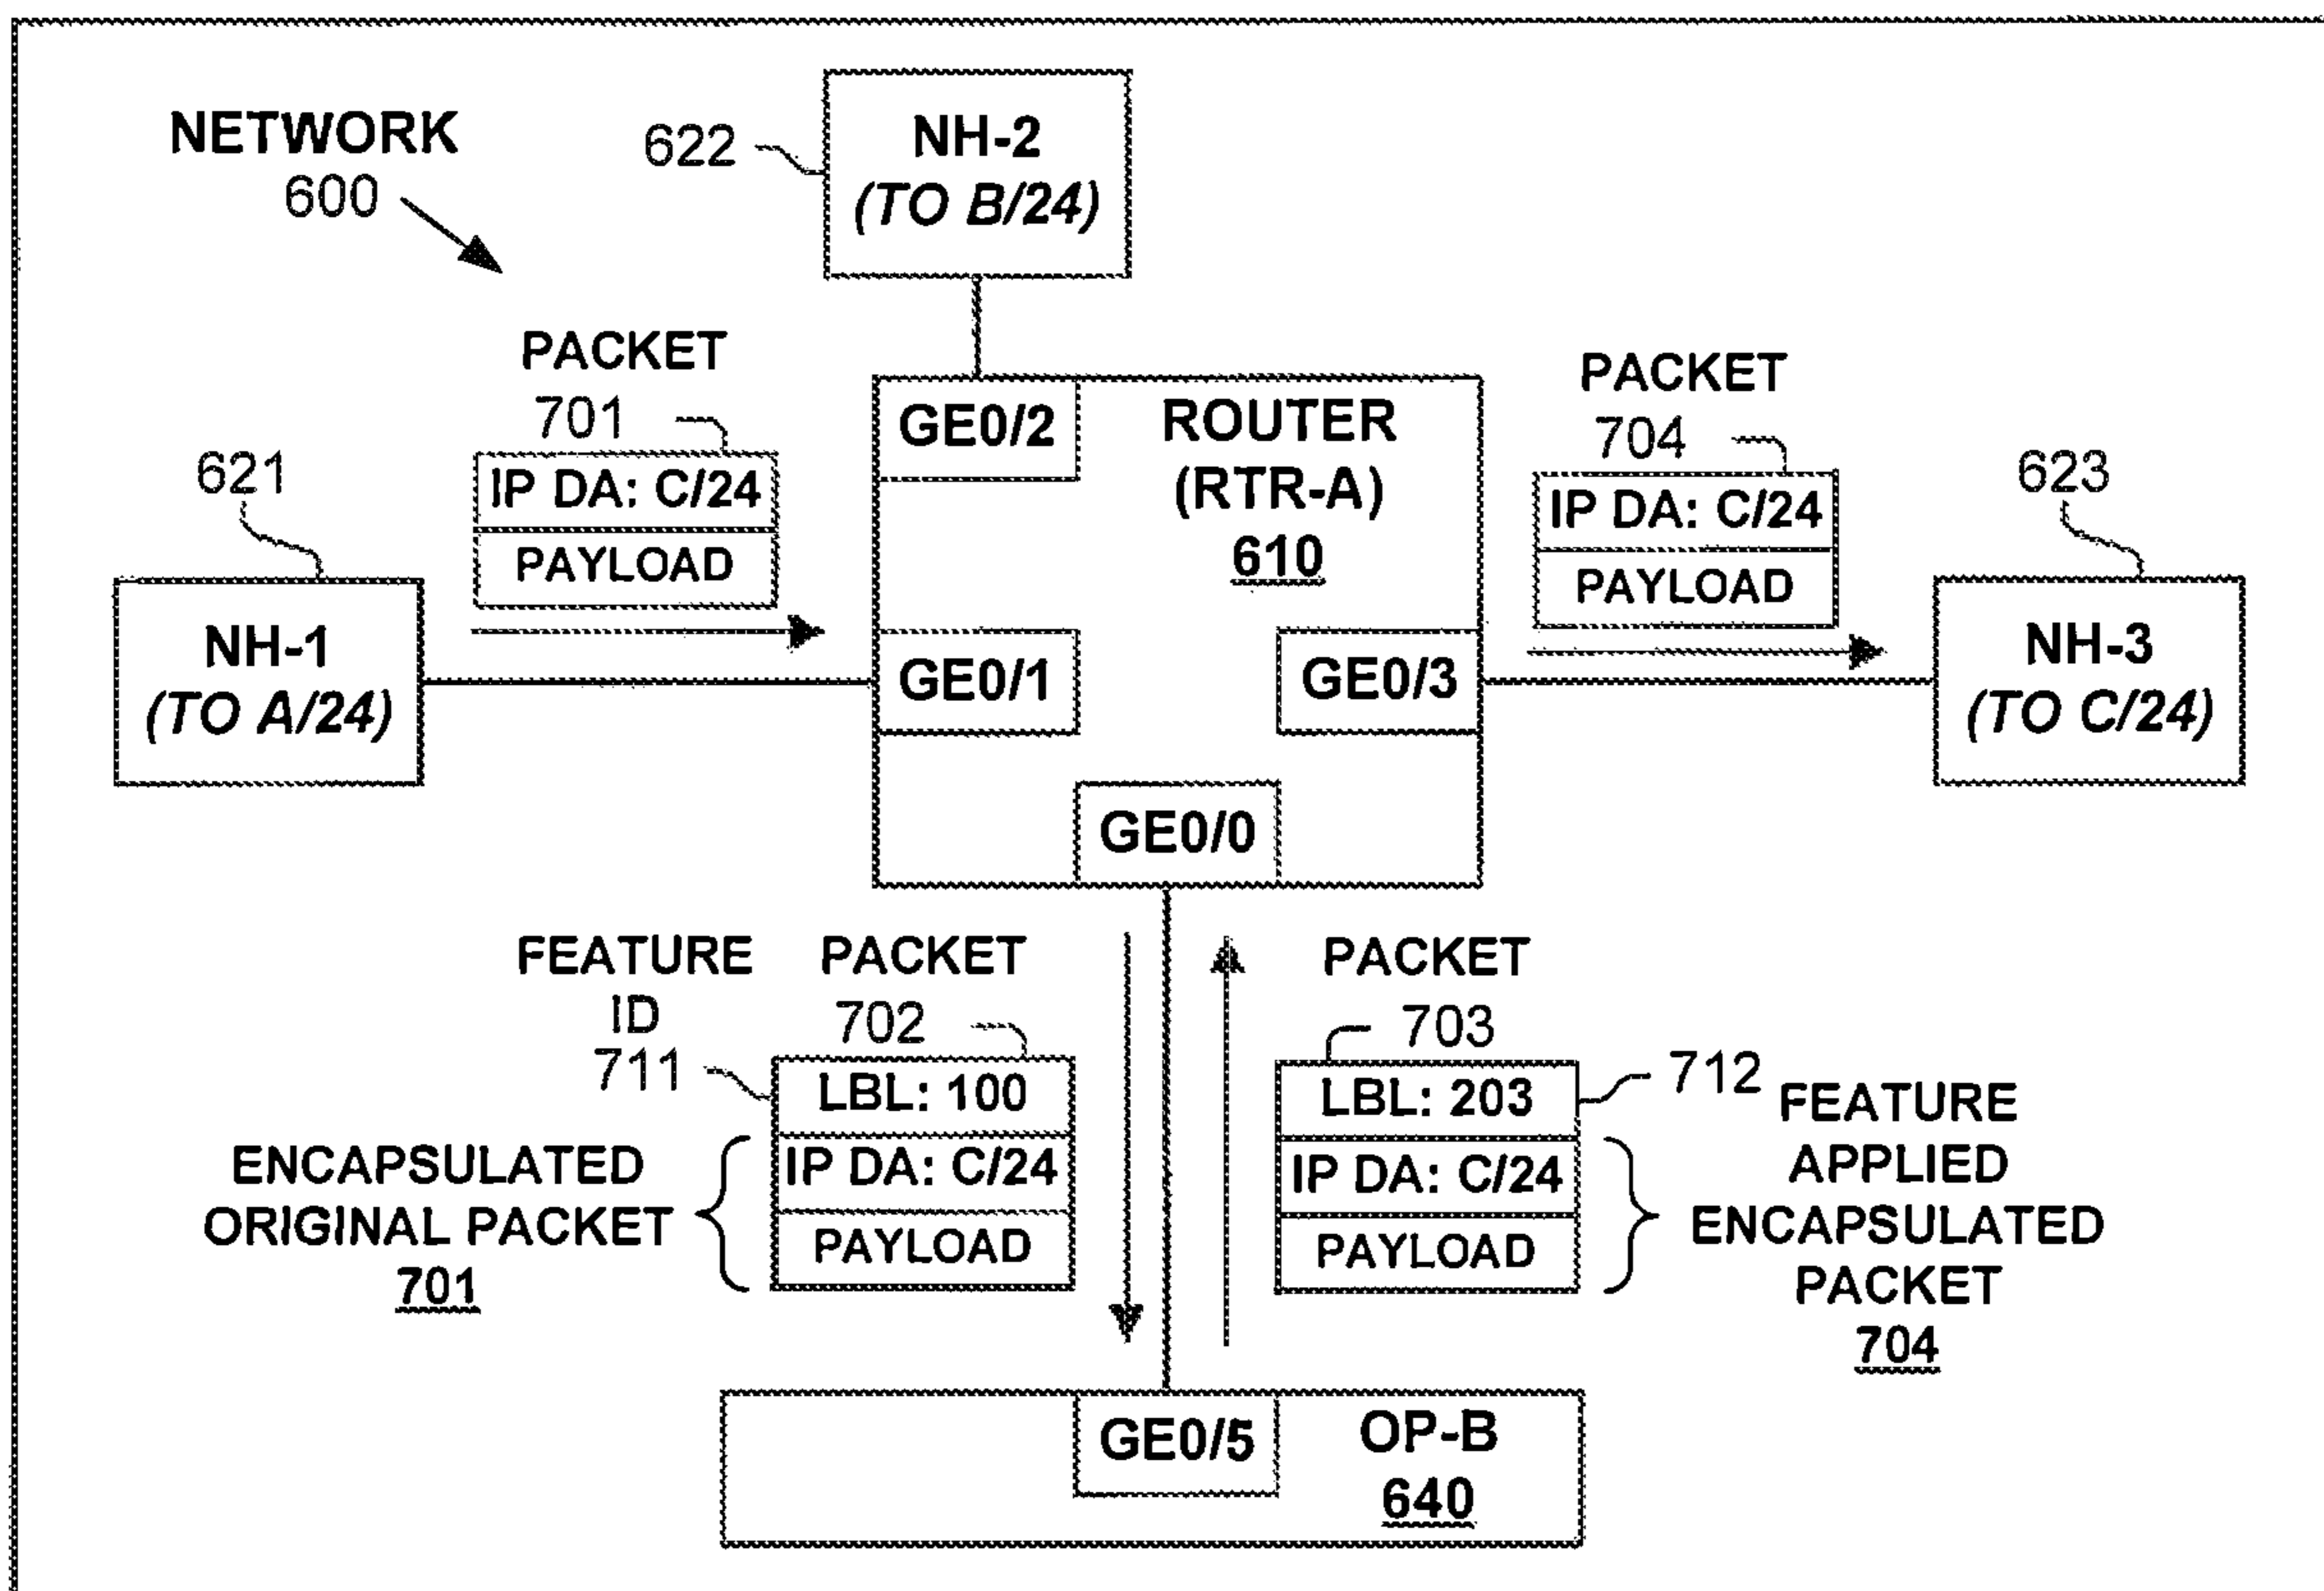 NETWORK
600
622
NH-2
(TO B/24)
PACKET
701
IP DA: C/24
PAYLOAD
621
NH-1
(TO A/24)
GE0/2
ROUTER
(RTR-A)
610
GE0/1
GE0/3
GE0/0
PACKET
704
IP DA: C/24
PAYLOAD
623
NH-3
(TO C/24)
FEATURE
ID
711
PACKET
702
LBL: 100
IP DA: C/24
PAYLOAD
ENCAPSULATED
ORIGINAL PACKET
701
PACKET
703
LBL: 203
IP DA: C/24
PAYLOAD
712
FEATURE
APPLIED
ENCAPSULATED
PACKET
704
GE0/5
OP-B
640